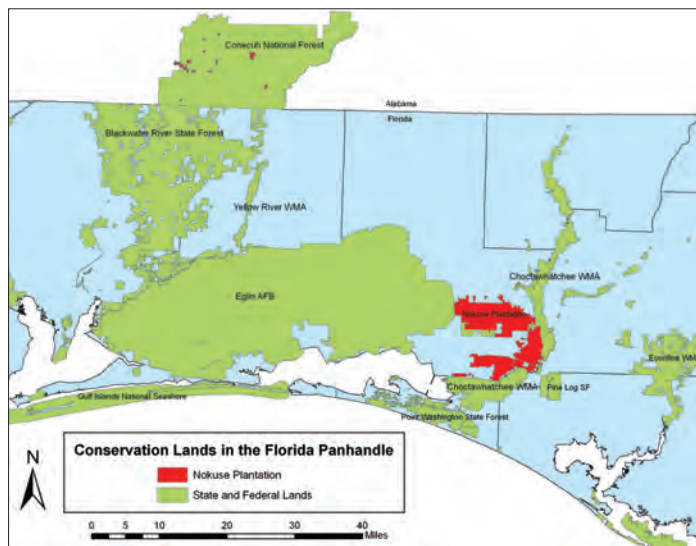 Conecuh National Forest
Alabama
Florida
Blackwater River State Forest
Yellow River WMA
Choctawhatchee WMA
Eglin AFB
Nokuse Plantation
Econfine WM
Choctawhatchee WMA
Pine Log SF
Gulf Islands National Seashore
Point Washington State Forest
N
Conservation Lands in the Florida Panhandle
Nokuse Plantation
State and Federal Lands
0 5 10 20 30 40
Miles